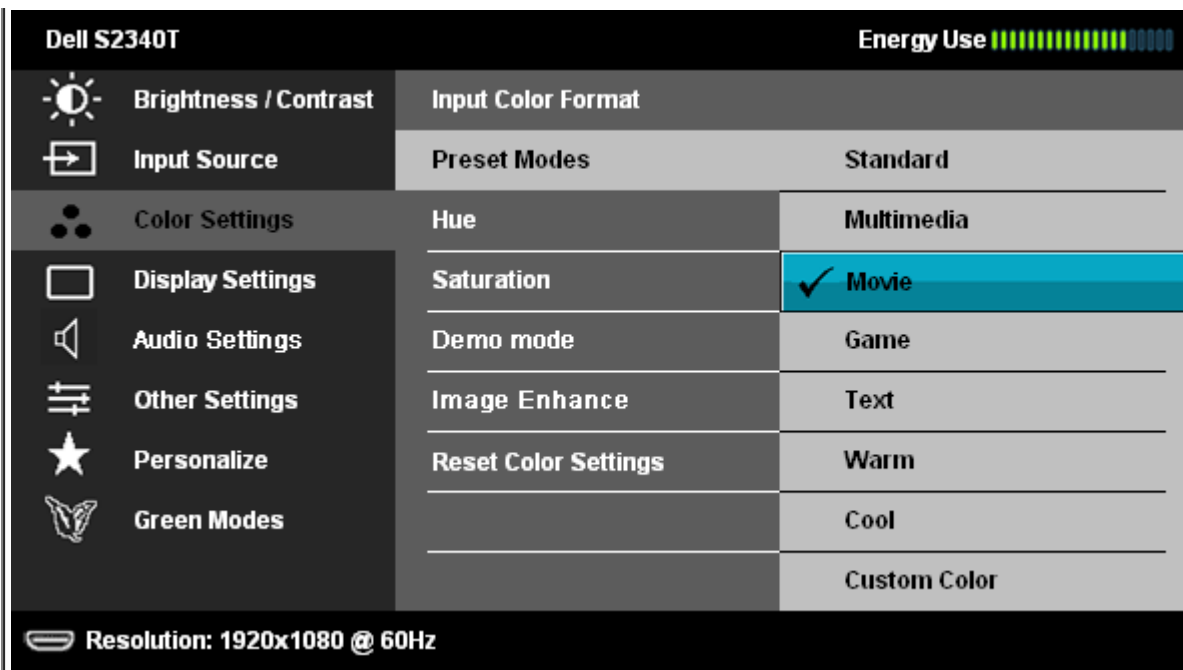 Dell S2340T Energy Use
Brightness / Contrast Input Color Format
Input Source Preset Modes Standard
Color Settings Hue Multimedia
Display Settings Saturation Movie
Audio Settings Demo mode Game
Other Settings Image Enhance Text
Personalize Reset Color Settings Warm
Green Modes Cool
Custom Color
Resolution: 1920x1080 @ 60Hz